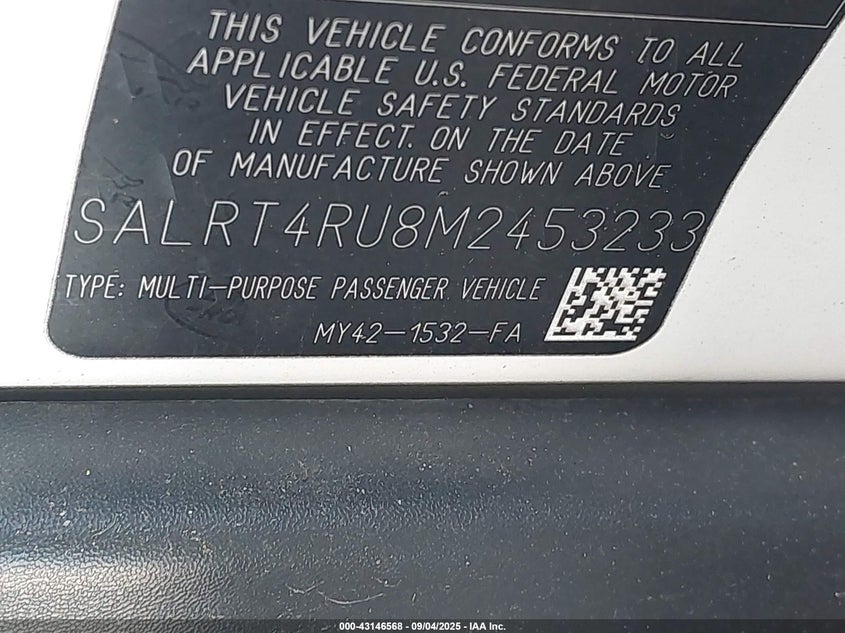 THIS VEHICLE CONFORMS TO ALL
APPLICABLE U.S. FEDERAL MOTOR
VEHICLE SAFETY STANDARDS
IN EFFECT. ON THE DATE
OF MANUFACTURE SHOWN ABOVE
SALRT4RU8M2453233
TYPE: MULTI-PURPOSE PASSENGER VEHICLE
MY42-1532-FA
000-43146568 - 09/04/2025 - IAA Inc.